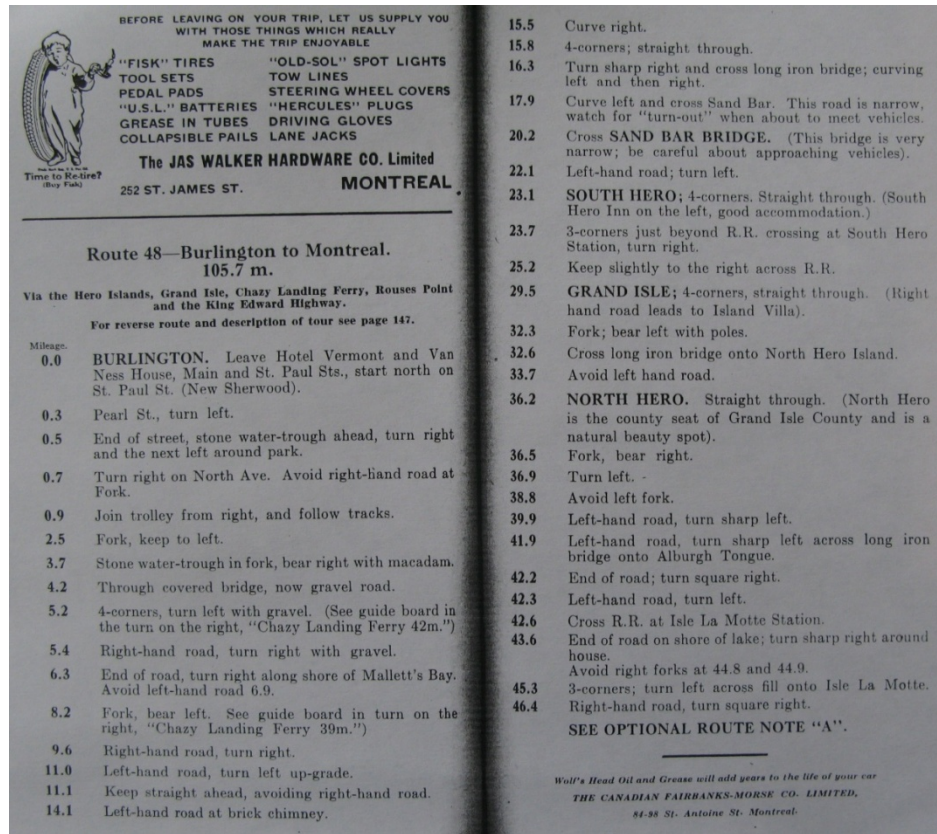 BEFORE LEAVING ON YOUR TRIP, LET US SUPPLY YOU
WITH THOSE THINGS WHICH REALLY
MAKE THE TRIP ENJOYABLE
"FISK" TIRES "OLD-SOL" SPOT LIGHTS
TOOL SETS TOW LINES
PEDAL PADS STEERING WHEEL COVERS
"U.S.L." BATTERIES "HERCULES" PLUGS
GREASE IN TUBES DRIVING GLOVES
COLLAPSIBLE PAILS LANE JACKS
The JAS WALKER HARDWARE CO. Limited
Time to Re-tire?
(Buy Fisk)
252 ST. JAMES ST. MONTREAL.
Route 48—Burlington to Montreal.
105.7 m.
Via the Hero Islands, Grand Isle, Chazy Landing Ferry, Rouses Point
and the King Edward Highway.
For reverse route and description of tour see page 147.
Mileage.
0.0 BURLINGTON. Leave Hotel Vermont and Van
Ness House, Main and St. Paul Sts., start north on
St. Paul St. (New Sherwood).
0.3 Pearl St., turn left.
0.5 End of street, stone water-trough ahead, turn right
and the next left around park.
0.7 Turn right on North Ave. Avoid right-hand road at
Fork.
0.9 Join trolley from right, and follow tracks.
2.5 Fork, keep to left.
3.7 Stone water-trough in fork, bear right with macadam.
4.2 Through covered bridge, now gravel road.
5.2 4-corners, turn left with gravel. (See guide board in
the turn on the right, "Chazy Landing Ferry 42m.")
5.4 Right-hand road, turn right with gravel.
6.3 End of road, turn right along shore of Mallett's Bay.
Avoid left-hand road 6.9.
8.2 Fork, bear left. See guide board in turn on the
right, "Chazy Landing Ferry 39m.")
9.6 Right-hand road, turn right.
11.0 Left-hand road, turn left up-grade.
11.1 Keep straight ahead, avoiding right-hand road.
14.1 Left-hand road at brick chimney.
15.5 Curve right.
15.8 4-corners; straight through.
16.3 Turn sharp right and cross long iron bridge; curving
left and then right.
17.9 Curve left and cross Sand Bar. This road is narrow,
watch for "turn-out" when about to meet vehicles.
20.2 Cross SAND BAR BRIDGE. (This bridge is very
narrow; be careful about approaching vehicles).
22.1 Left-hand road; turn left.
23.1 SOUTH HERO; 4-corners. Straight through. (South
Hero Inn on the left, good accommodation.)
23.7 3-corners just beyond R.R. crossing at South Hero
Station, turn right.
25.2 Keep slightly to the right across R.R.
29.5 GRAND ISLE; 4-corners, straight through. (Right
hand road leads to Island Villa).
32.3 Fork; bear left with poles.
32.6 Cross long iron bridge onto North Hero Island.
33.7 Avoid left hand road.
36.2 NORTH HERO. Straight through. (North Hero
is the county seat of Grand Isle County and is a
natural beauty spot).
36.5 Fork, bear right.
36.9 Turn left.
38.8 Avoid left fork.
39.9 Left-hand road, turn sharp left.
41.9 Left-hand road, turn sharp left across long iron
bridge onto Alburgh Tongue.
42.2 End of road; turn square right.
42.3 Left-hand road, turn left.
42.6 Cross R.R. at Isle La Motte Station.
43.6 End of road on shore of lake; turn sharp right around
house.
Avoid right forks at 44.8 and 44.9.
45.3 3-corners; turn left across fill onto Isle La Motte.
46.4 Right-hand road, turn square right.
SEE OPTIONAL ROUTE NOTE "A".
Wolf's Head Oil and Grease will add years to the life of your car
THE CANADIAN FAIRBANKS-MORSE CO. LIMITED,
84-98 St. Antoine St. Montreal.